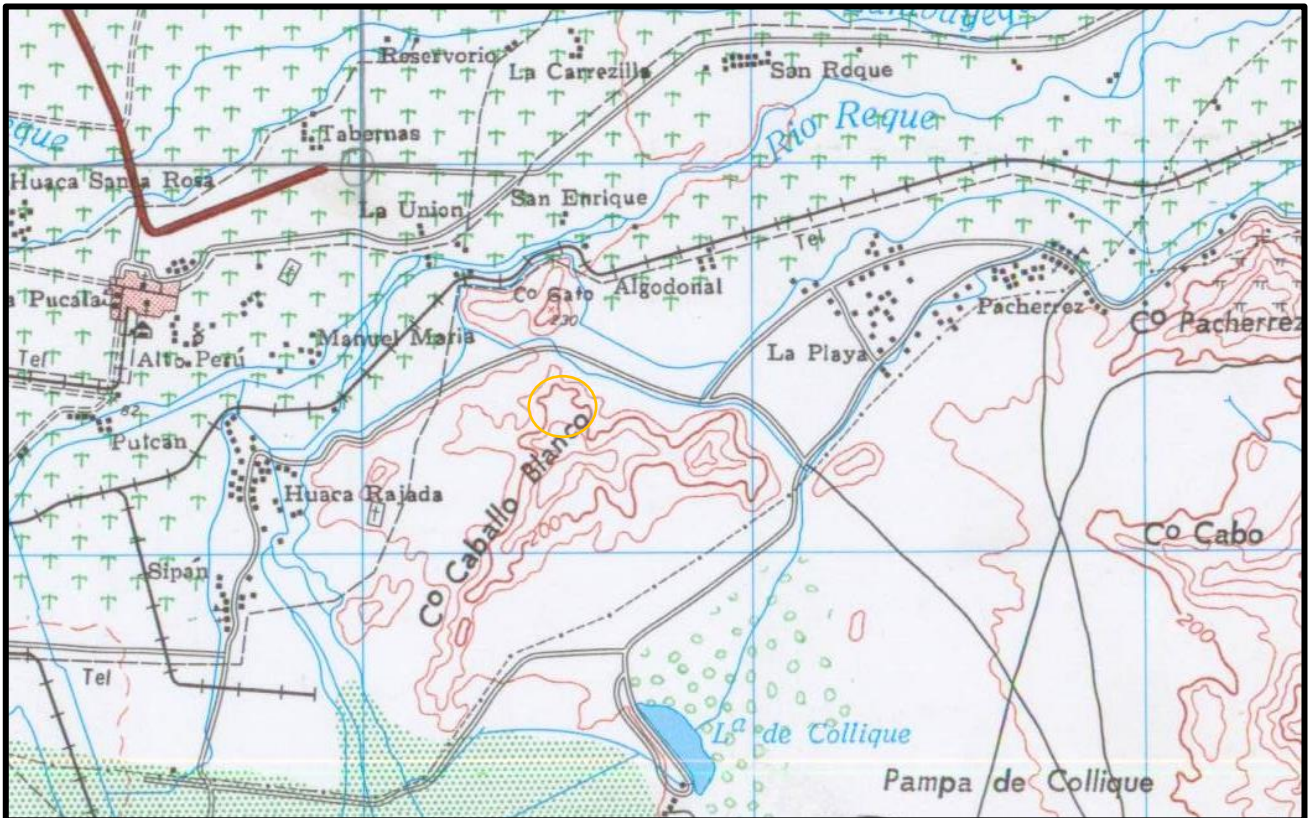 Reservorio
La Carrezilla
San Roque
Rio Reque
Tabernas
Huaca Santa Rosa
San Enrique
La Union
Tel
Algodonal
Co Gato
230
Pacherrez
Co Pacherrez
Pucala
Manuel Maria
La Playa
Tel
Alto Perú
82
Co Caballo Blanco
Huaca Rajada
200
Co Cabo
Sipán
200
Tel
La de Collique
Pampa de Collique